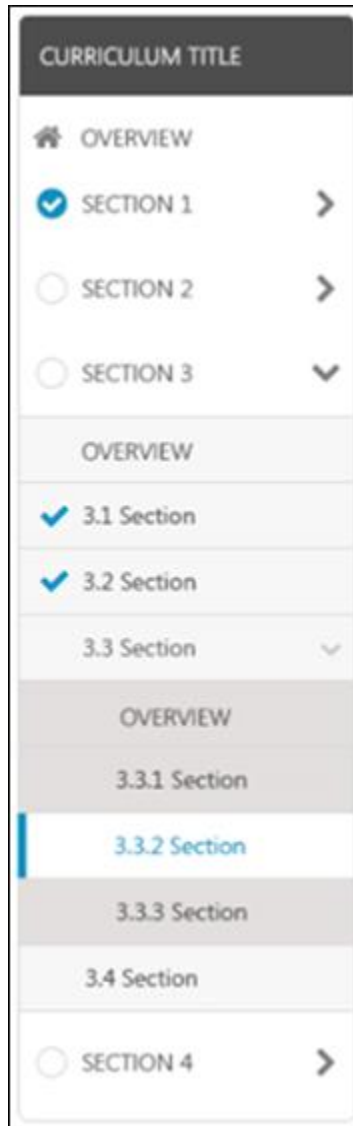 CURRICULUM TITLE
OVERVIEW
SECTION 1
SECTION 2
SECTION 3
OVERVIEW
3.1 Section
3.2 Section
3.3 Section
OVERVIEW
3.3.1 Section
3.3.2 Section
3.3.3 Section
3.4 Section
SECTION 4